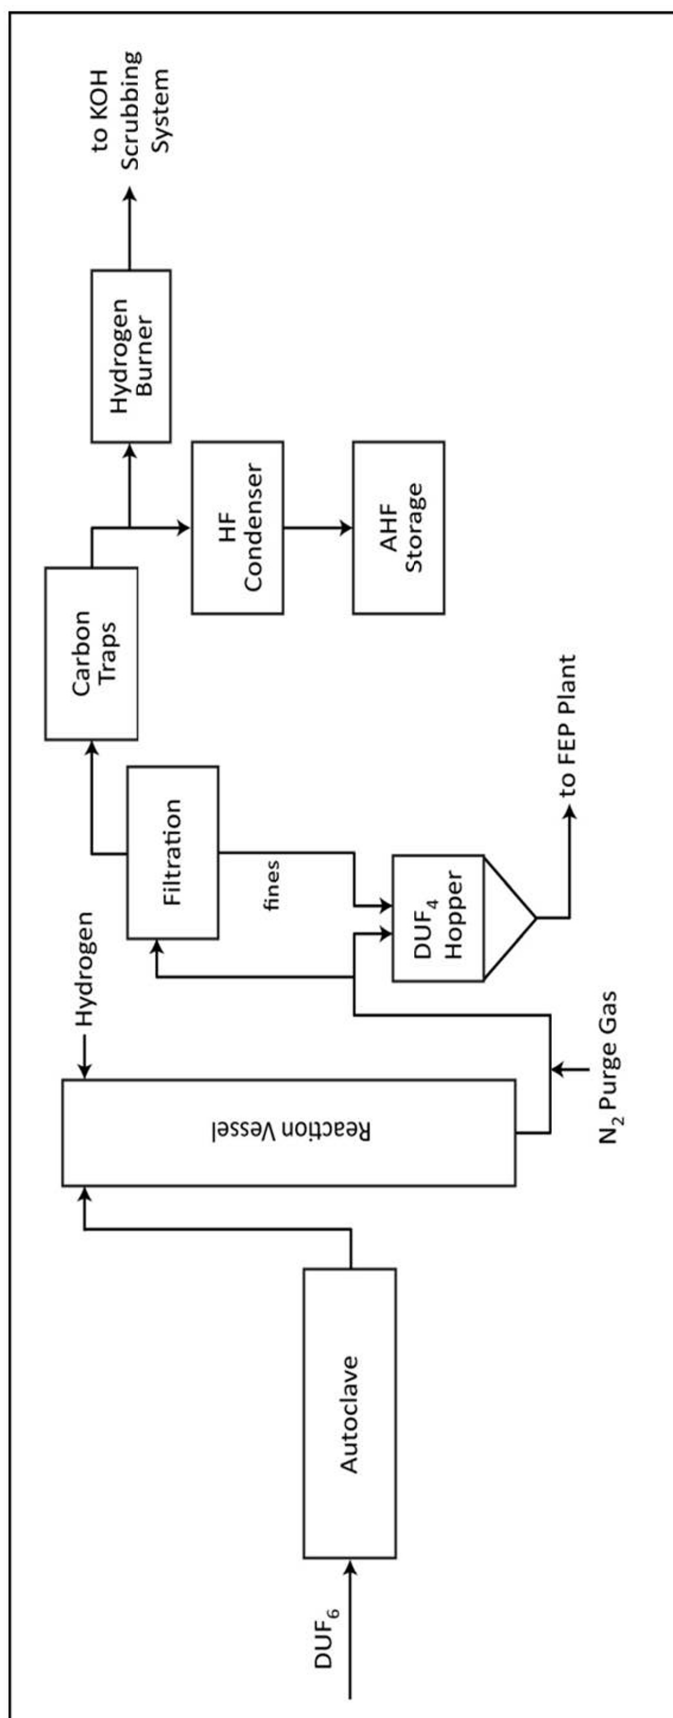 DUF₆
Autoclave
Reaction Vessel
Hydrogen
N₂ Purge Gas
Filtration
fines
DUF₄
Hopper
to FEP Plant
Carbon
Traps
HF
Condenser
AHF
Storage
Hydrogen
Burner
to KOH
Scrubbing
System